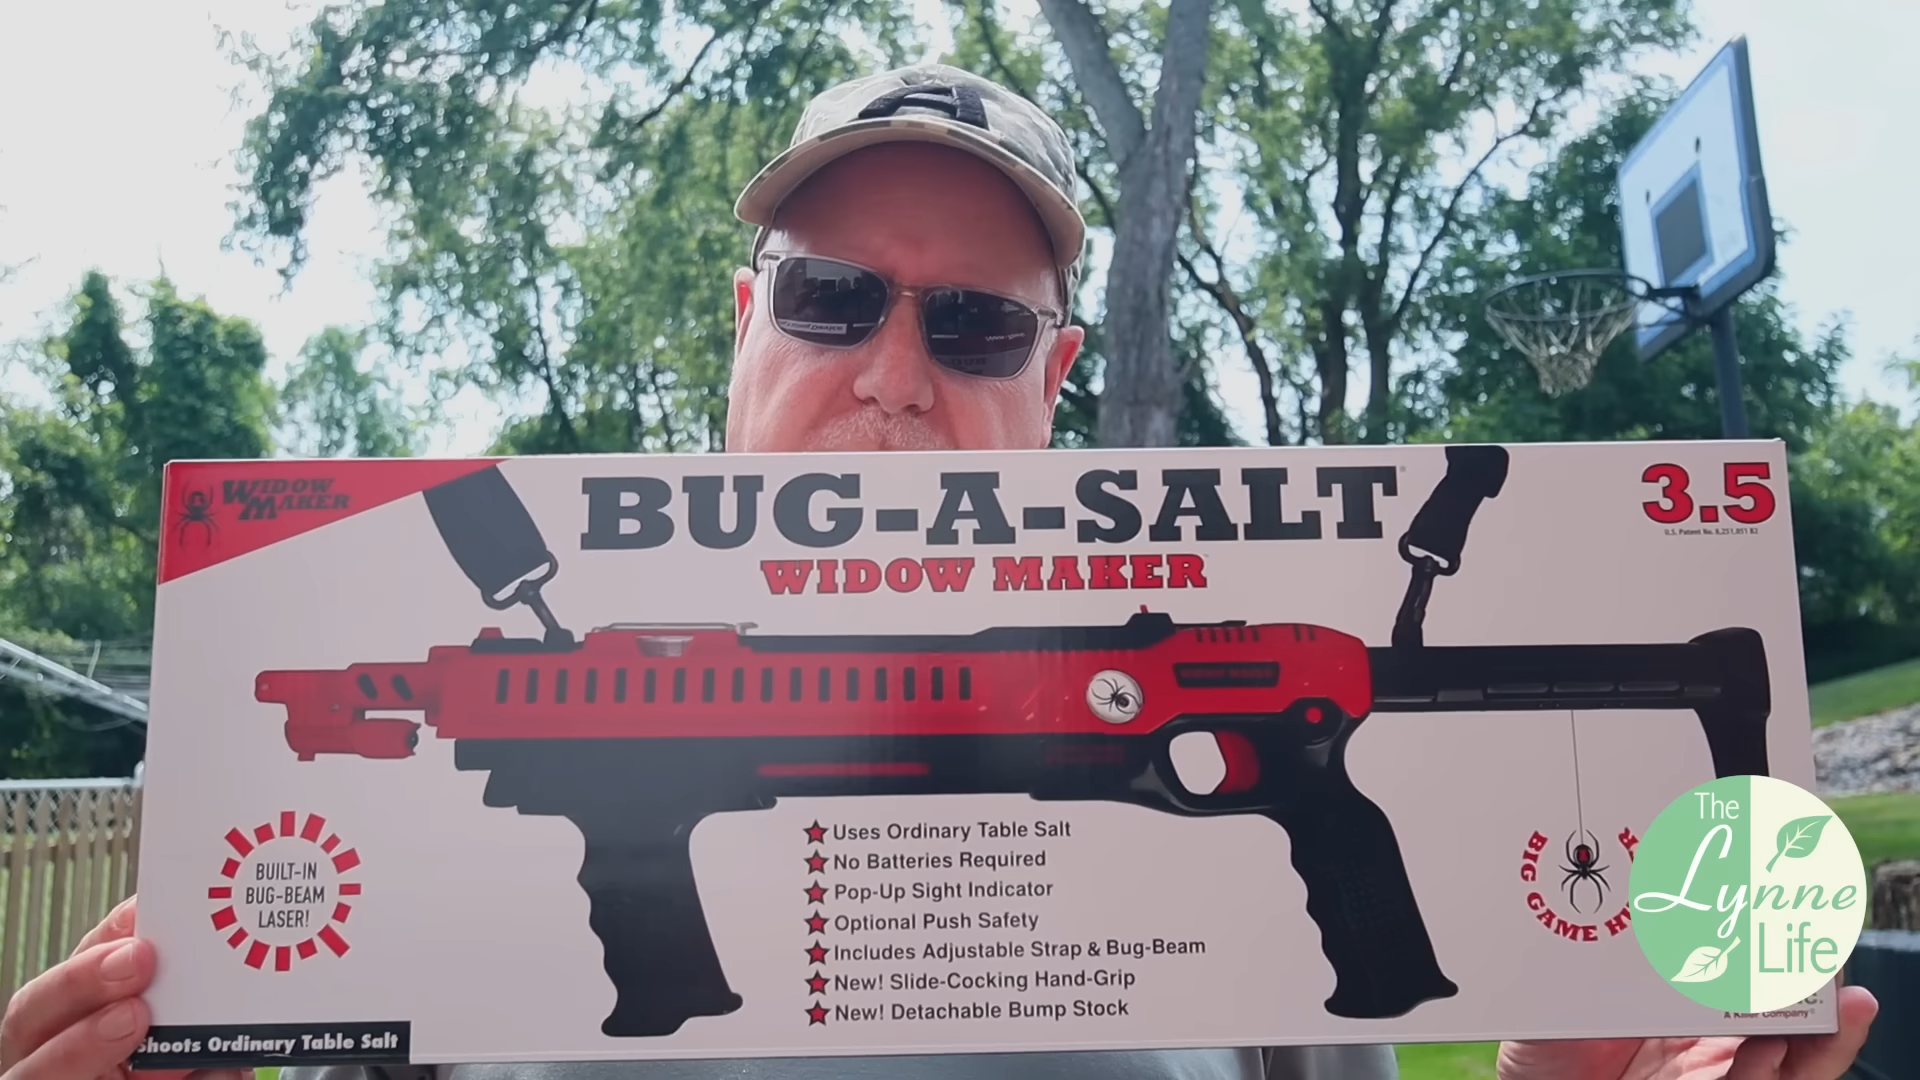 A
WIDOW
MAKER
BUG-A-SALT
WIDOW MAKER
3.5
U.S. Patent No. 8,251,051 B2
BUILT-IN
BUG-BEAM
LASER!
Uses Ordinary Table Salt
No Batteries Required
Pop-Up Sight Indicator
Optional Push Safety
Includes Adjustable Strap & Bug-Beam
New! Slide-Cocking Hand-Grip
New! Detachable Bump Stock
BIG GAME
The
Lynne
Life
A Killer Company
Shoots Ordinary Table Salt